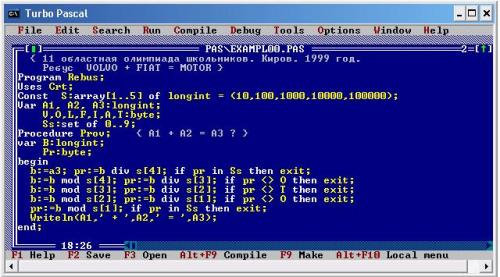 Turbo Pascal
File Edit Search Run Compile Debug Tools Options Window Help
PAS\EXAMPL00.PAS 2=[↑]
{ 11 областная олимпиада школьников. Киров. 1999 год.
Ребус VOLVO + FIAT = MOTOR }
Program Rebus;
Uses Crt;
Const S:array[1..5] of longint = (10,100,1000,10000,100000);
Var A1, A2, A3:longint;
V,O,L,F,I,A,T:byte;
Ss:set of 0..9;
Procedure Prov; { A1 + A2 = A3 ? }
var B:longint;
Pr:byte;
begin
b:=a3; pr:=b div s[4]; if pr in Ss then exit;
b:=b mod s[4]; pr:=b div s[3]; if pr <> O then exit;
b:=b mod s[3]; pr:=b div s[2]; if pr <> T then exit;
b:=b mod s[2]; pr:=b div s[1]; if pr <> O then exit;
pr:=b mod s[1]; if pr in Ss then exit;
Writeln(A1,' + ',A2,' = ',A3);
end;
18:26
F1 Help F2 Save F3 Open Alt+F9 Compile F9 Make Alt+F10 Local menu